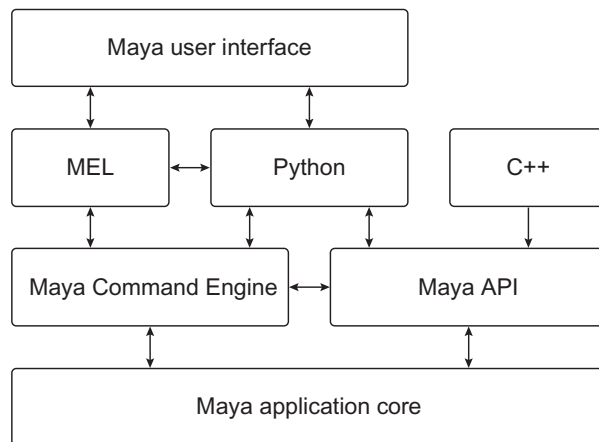 Maya user interface
MEL
Python
C++
Maya Command Engine
Maya API
Maya application core